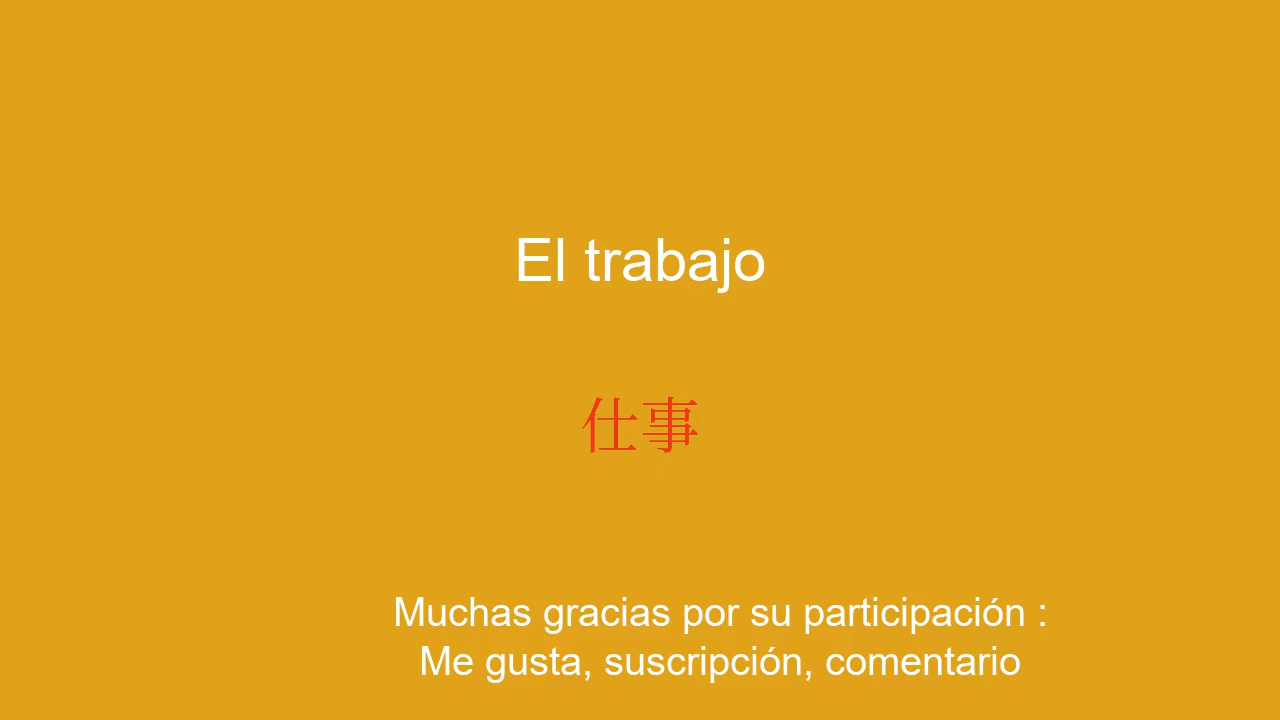 El trabajo
仕事
Muchas gracias por su participación :
Me gusta, suscripción, comentario